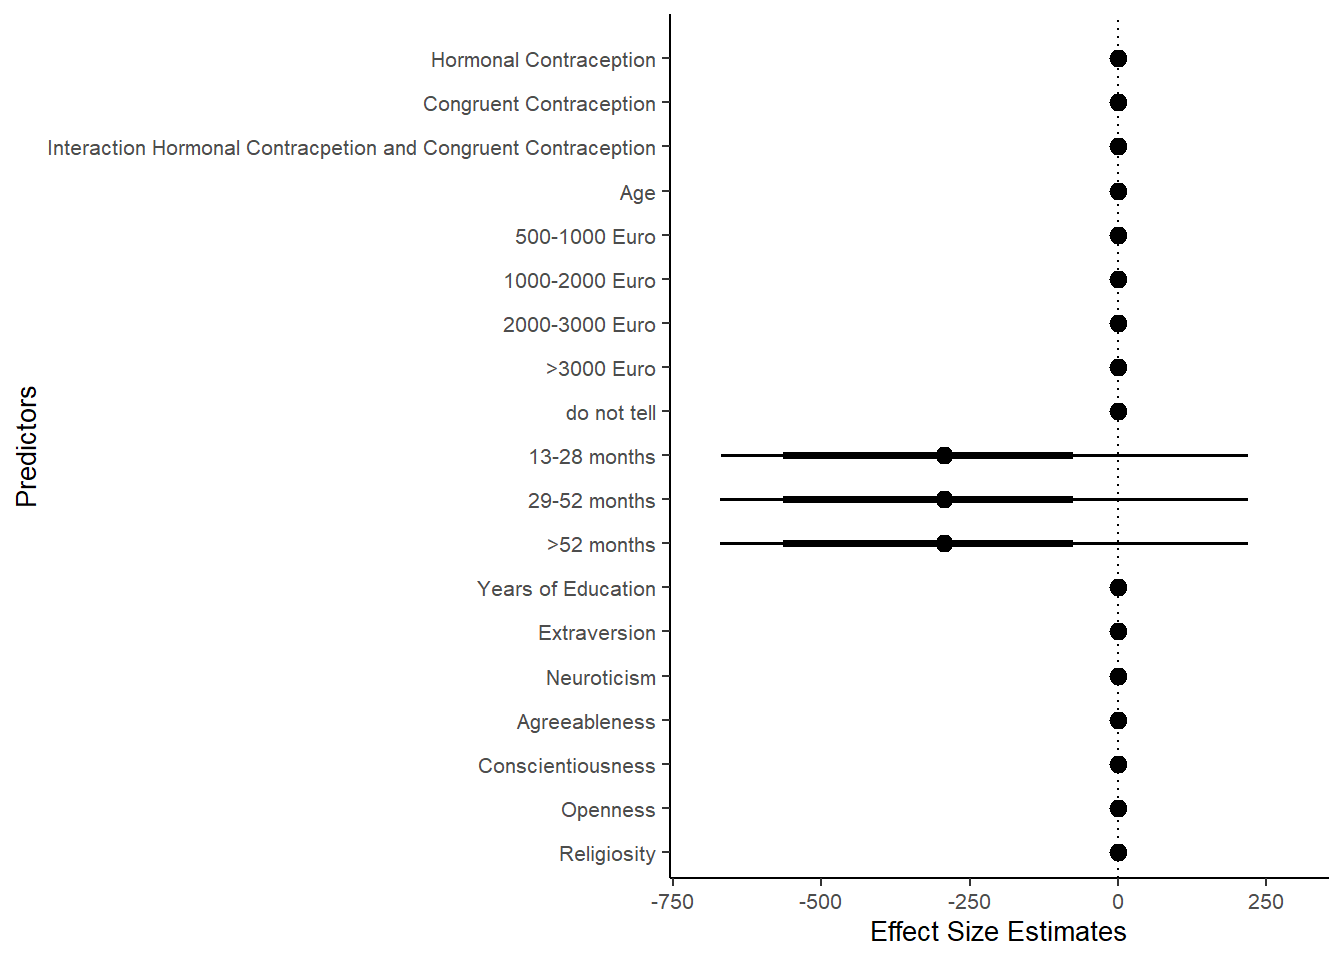 Hormonal Contraception
Congruent Contraception
Interaction Hormonal Contracpetion and Congruent Contraception
Age
500-1000 Euro
1000-2000 Euro
2000-3000 Euro
>3000 Euro
do not tell
13-28 months
29-52 months
>52 months
Years of Education
Extraversion
Neuroticism
Agreeableness
Conscientiousness
Openness
Religiosity
Predictors
-750 -500 -250 0 250
Effect Size Estimates